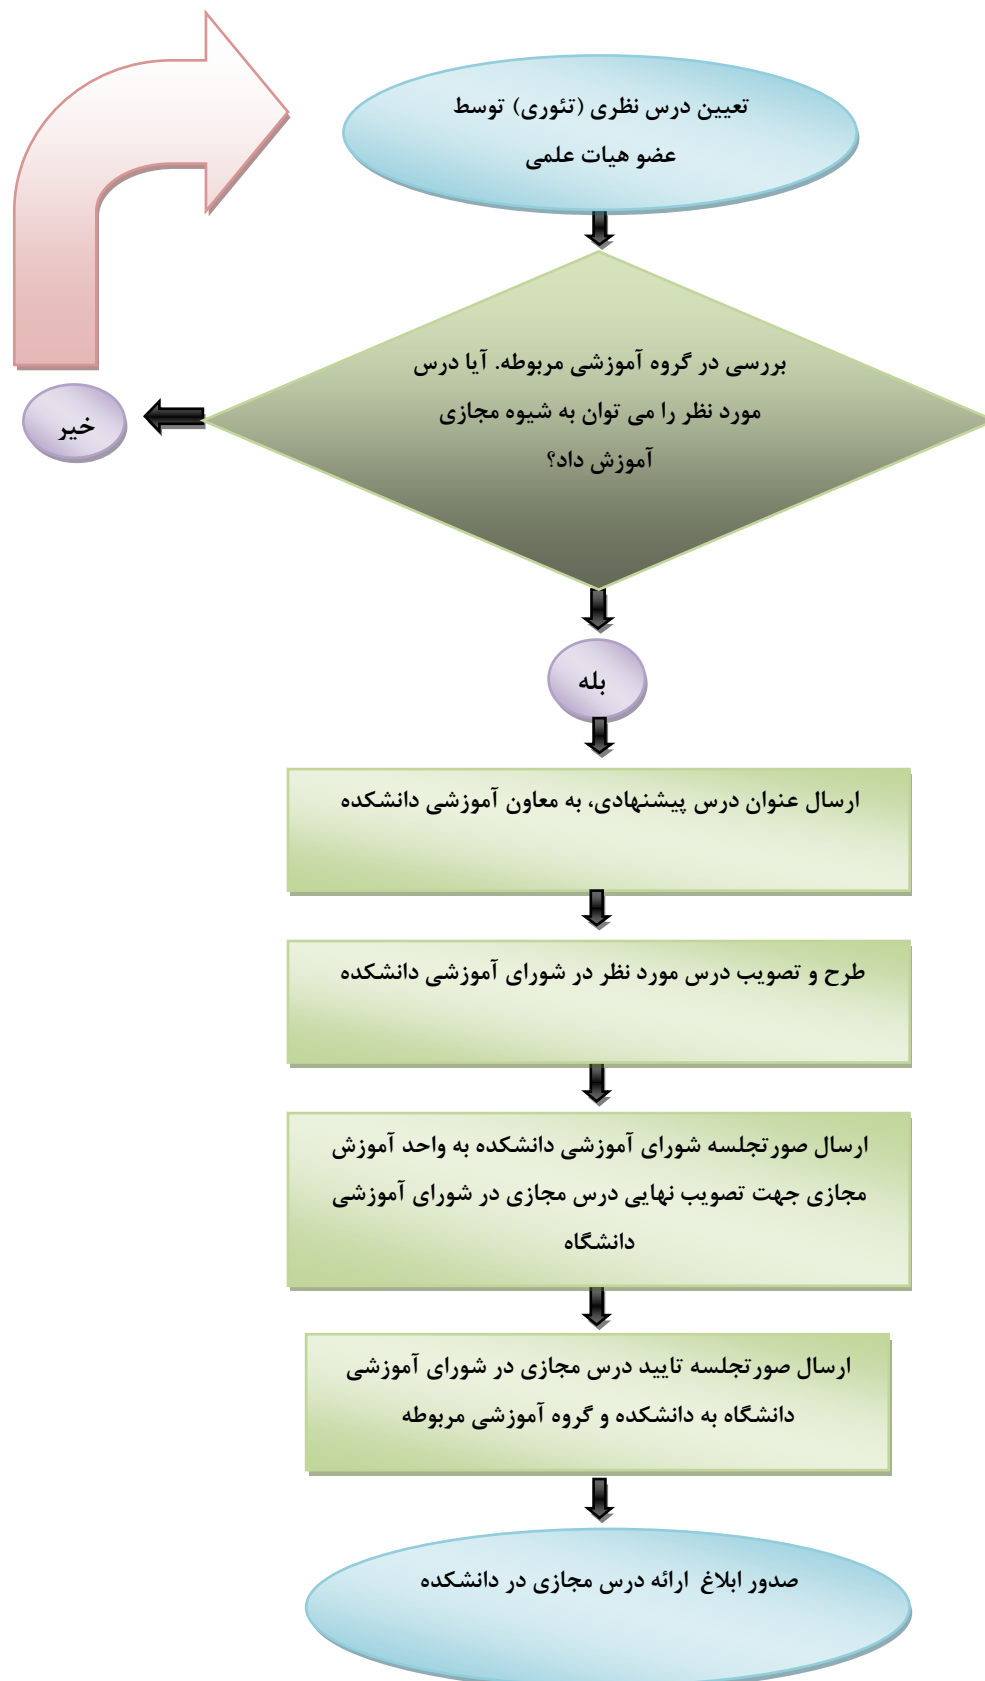 تعیین درس نظری (تئوری) توسط
عضو هیات علمی
بررسی در گروه آموزشی مربوطه. آیا درس
مورد نظر را می توان به شیوه مجازی
آموزش داد؟
خیر
بله
ارسال عنوان درس پیشنهادی، به معاون آموزشی دانشکده
طرح و تصویب درس مورد نظر در شورای آموزشی دانشکده
ارسال صورتجلسه شورای آموزشی دانشکده به واحد آموزش
مجازی جهت تصویب نهایی درس مجازی در شورای آموزشی
دانشگاه
ارسال صورتجلسه تایید درس مجازی در شورای آموزشی
دانشگاه به دانشکده و گروه آموزشی مربوطه
صدور ابلاغ ارائه درس مجازی در دانشکده